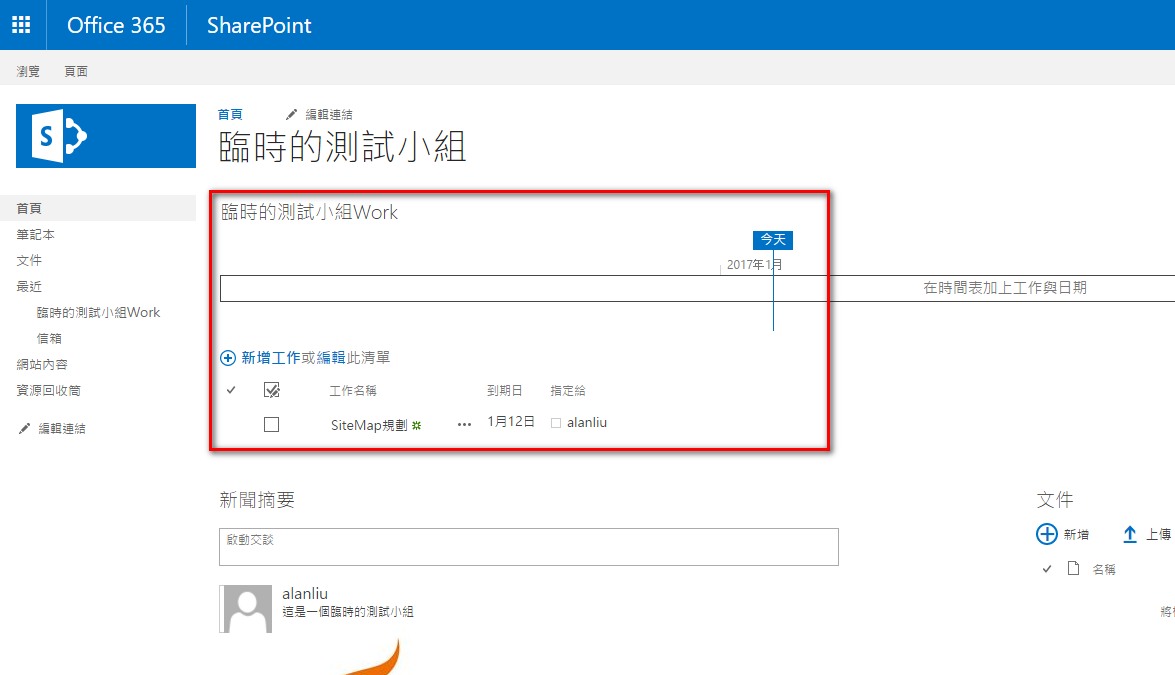 Office 365 SharePoint
瀏覽 頁面
S
首頁 編輯連結
臨時的測試小組
首頁
筆記本
文件
最近
臨時的測試小組Work
信箱
網站內容
資源回收筒
編輯連結
臨時的測試小組Work
今天
2017年1月
在時間表加上工作與日期
新增工作或編輯此清單
工作名稱 到期日 指定給
SiteMap規劃 ... 1月12日 alanliu
新聞摘要
啟動交談
alanliu
這是一個臨時的測試小組
文件
新增 上傳
名稱